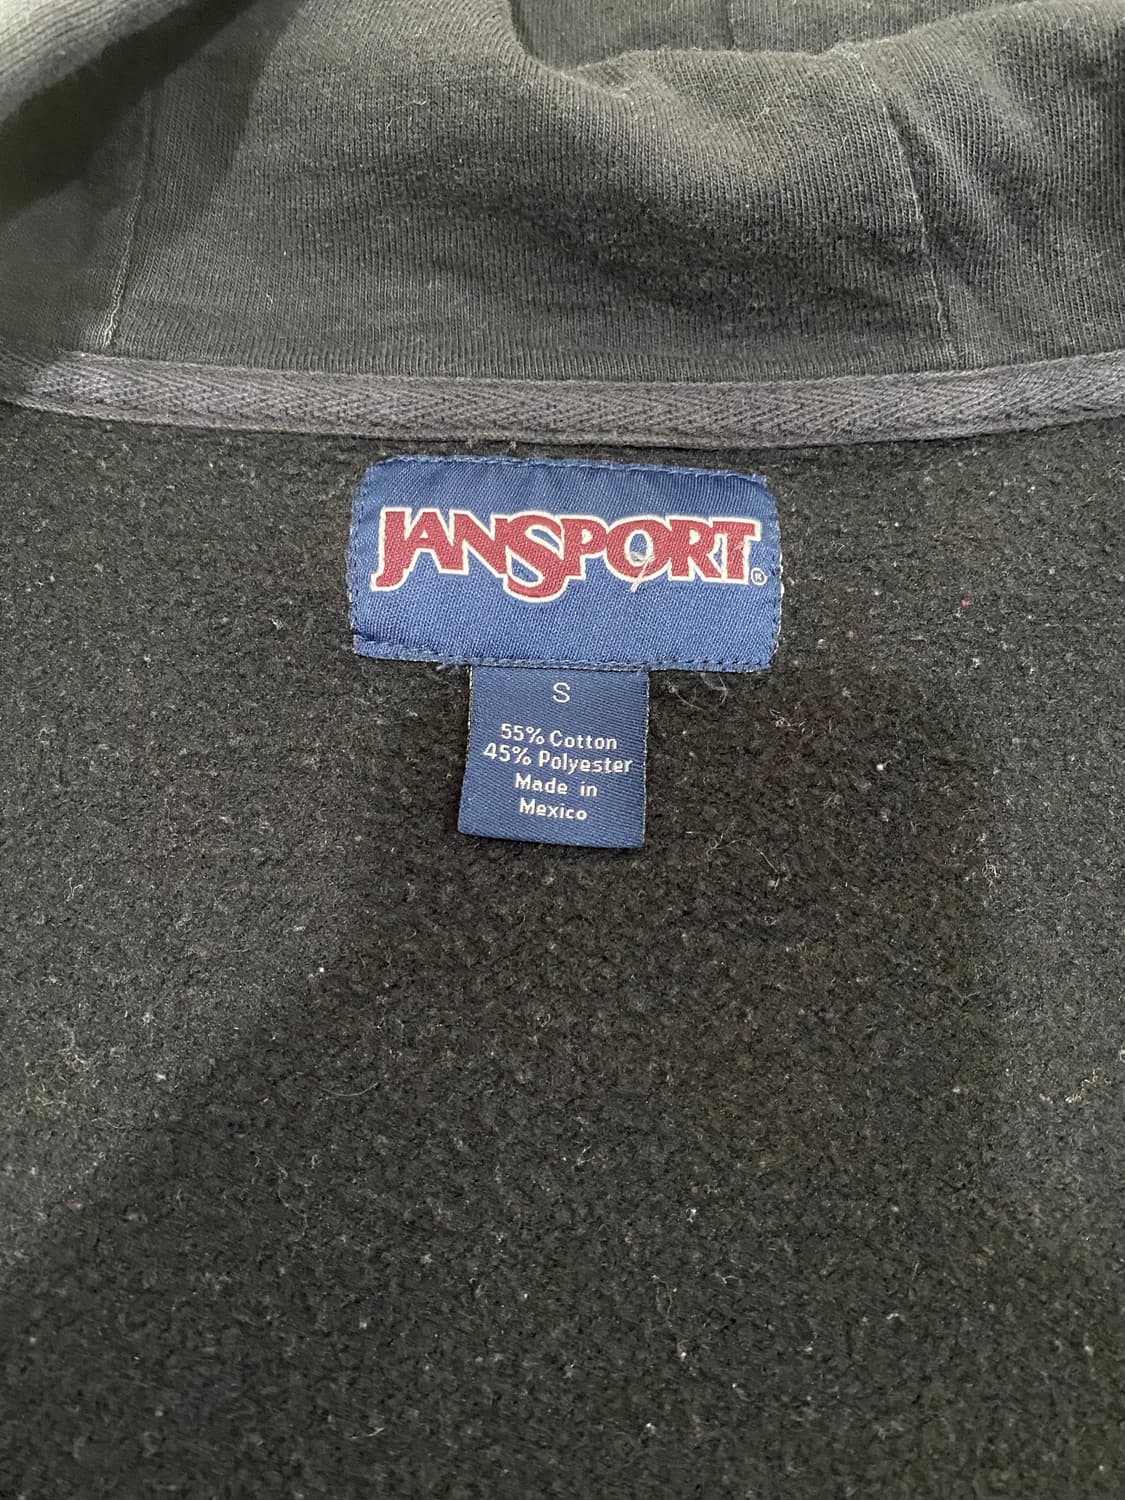 JANSPORT®
S
55% Cotton
45% Polyester
Made in
Mexico